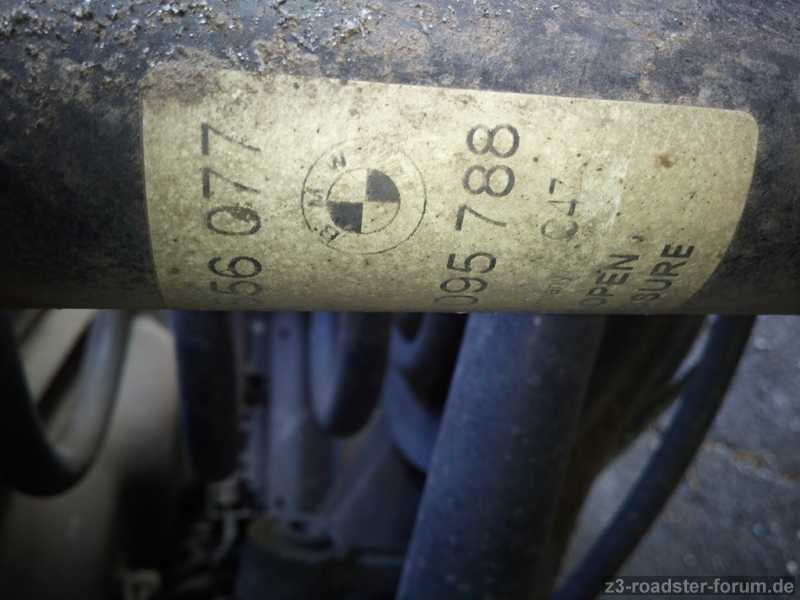 56 077
BMW
095 788
C47
OPEN,
SURE
z3-roadster-forum.de